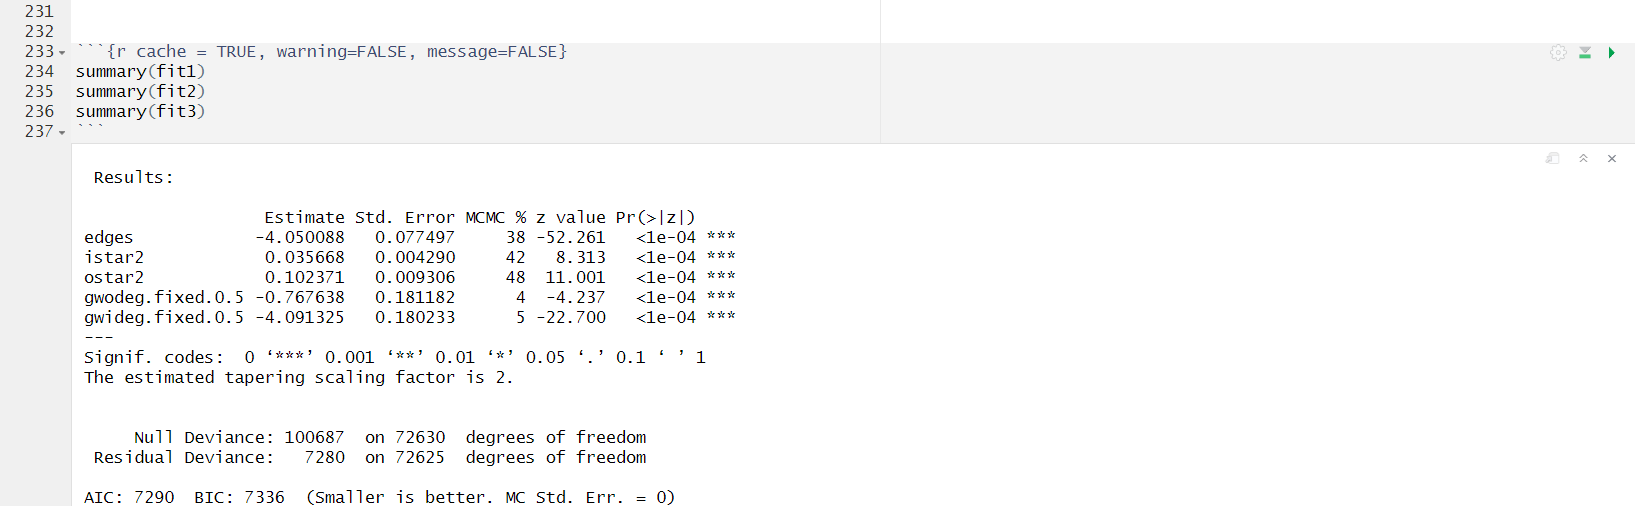 231
232
233 ```{r cache = TRUE, warning=FALSE, message=FALSE}
234 summary(fit1)
235 summary(fit2)
236 summary(fit3)
237 ```
Results:
Estimate Std. Error MCMC % z value Pr(>|z|)
edges -4.050088 0.077497 38 -52.261 <1e-04 ***
istar2 0.035668 0.004290 42 8.313 <1e-04 ***
ostar2 0.102371 0.009306 48 11.001 <1e-04 ***
gwodeg.fixed.0.5 -0.767638 0.181182 4 -4.237 <1e-04 ***
gwideg.fixed.0.5 -4.091325 0.180233 5 -22.700 <1e-04 ***
---
Signif. codes: 0 ‘***’ 0.001 ‘**’ 0.01 ‘*’ 0.05 ‘.’ 0.1 ‘ ’ 1
The estimated tapering scaling factor is 2.
Null Deviance: 100687 on 72630 degrees of freedom
Residual Deviance: 7280 on 72625 degrees of freedom
AIC: 7290 BIC: 7336 (Smaller is better. MC Std. Err. = 0)